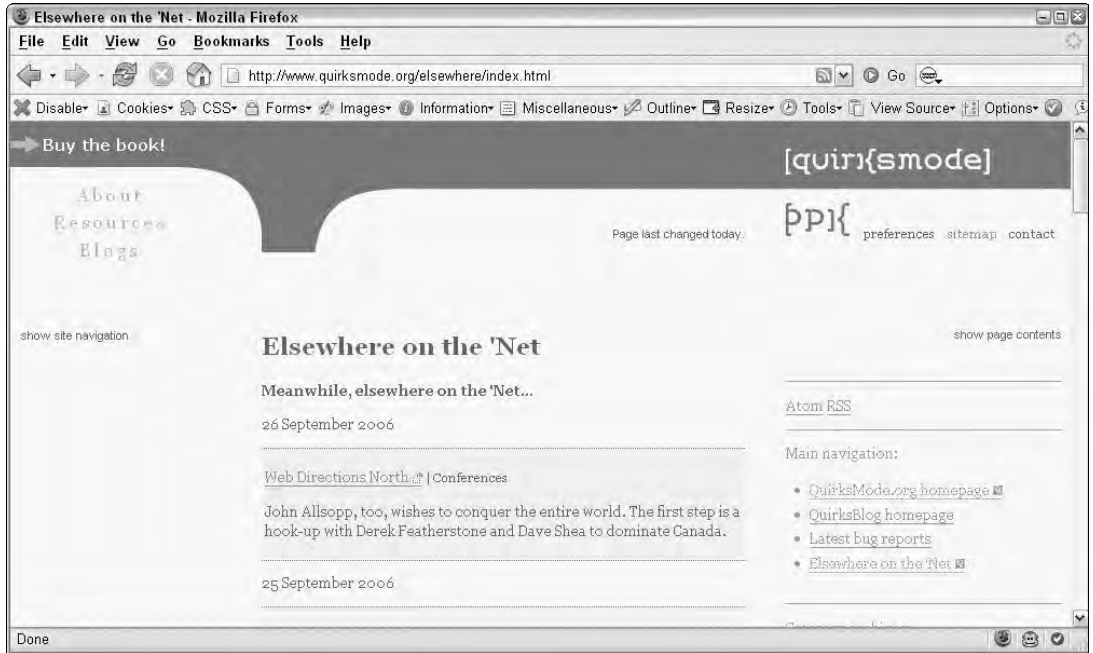 Elsewhere on the 'Net - Mozilla Firefox
File Edit View Go Bookmarks Tools Help
http://www.quirksmode.org/elsewhere/index.html
Go
Disable Cookies CSS Forms Images Information Miscellaneous Outline Resize Tools View Source Options
Buy the book!
[quirksmode]
About
Resources
Blogs
Page last changed today.
ppk
preferences sitemap contact
show site navigation
show page contents
Elsewhere on the 'Net
Meanwhile, elsewhere on the 'Net...
26 September 2006
Web Directions North | Conferences
John Allsopp, too, wishes to conquer the entire world. The first step is a
hook-up with Derek Featherstone and Dave Shea to dominate Canada.
25 September 2006
Atom RSS
Main navigation:
QuirksMode.org homepage
QuirksBlog homepage
Latest bug reports
Elsewhere on the 'Net
Done